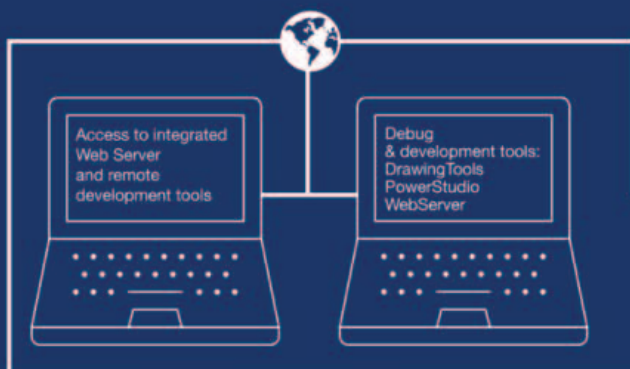 Access to integrated
Web Server
and remote
development tools
Debug
& development tools:
DrawingTools
PowerStudio
WebServer